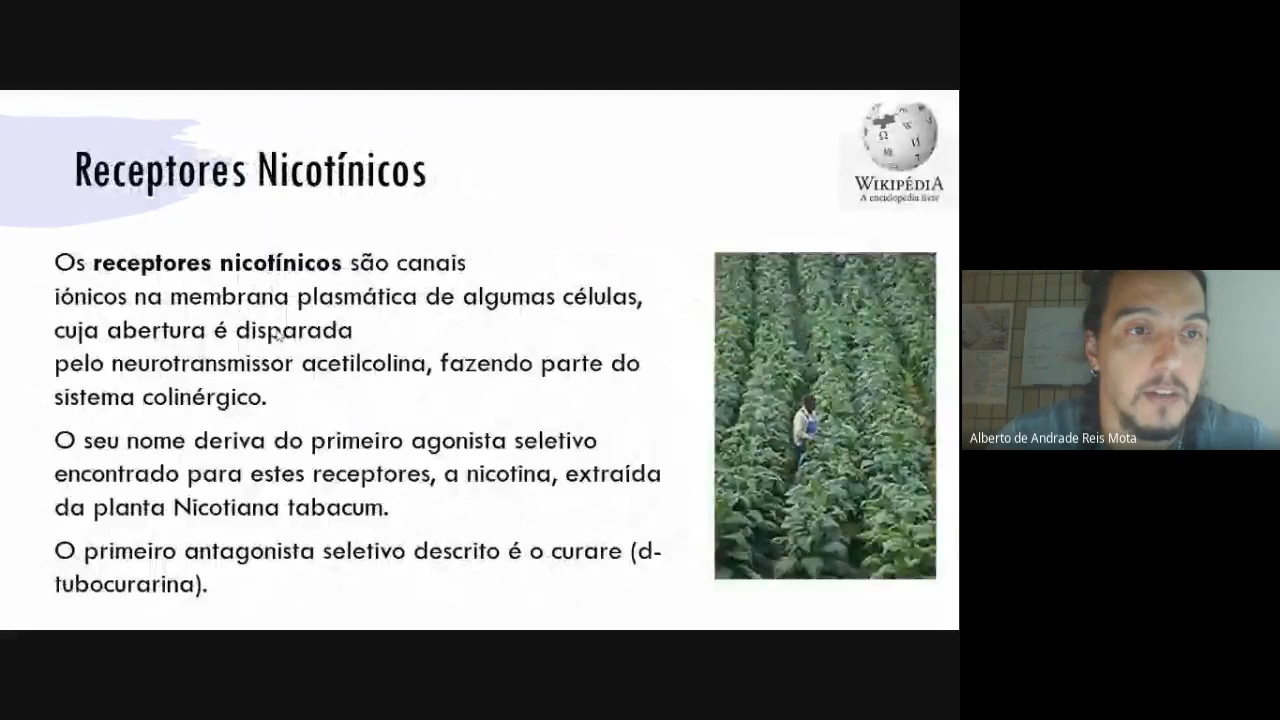 Receptores Nicotínicos
WIKIPÉDIA
A enciclopédia livre
Os receptores nicotínicos são canais
iónicos na membrana plasmática de algumas células,
cuja abertura é disparada
pelo neurotransmissor acetilcolina, fazendo parte do
sistema colinérgico.
O seu nome deriva do primeiro agonista seletivo
encontrado para estes receptores, a nicotina, extraída
da planta Nicotiana tabacum.
O primeiro antagonista seletivo descrito é o curare (d-
tubocurarina).
Alberto de Andrade Reis Mota